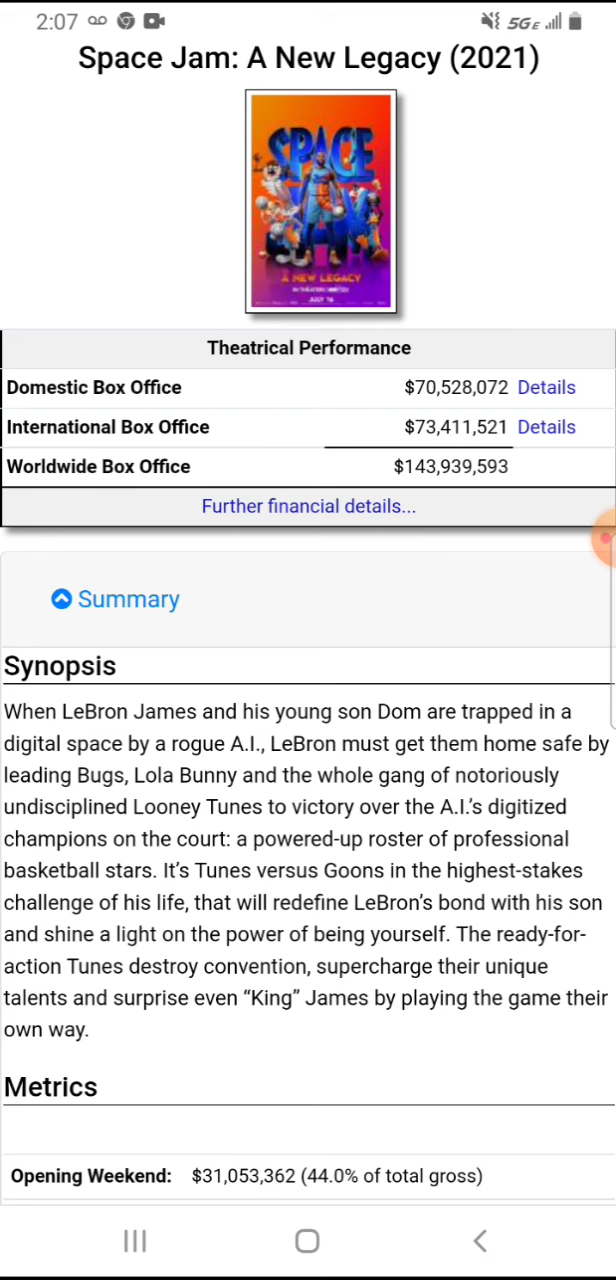 2:07
5GE
Space Jam: A New Legacy (2021)
SPACE
A NEW LEGACY
JULY 16
Theatrical Performance
Domestic Box Office $70,528,072 Details
International Box Office $73,411,521 Details
Worldwide Box Office $143,939,593
Further financial details...
Summary
Synopsis
When LeBron James and his young son Dom are trapped in a
digital space by a rogue A.I., LeBron must get them home safe by
leading Bugs, Lola Bunny and the whole gang of notoriously
undisciplined Looney Tunes to victory over the A.I.’s digitized
champions on the court: a powered-up roster of professional
basketball stars. It’s Tunes versus Goons in the highest-stakes
challenge of his life, that will redefine LeBron’s bond with his son
and shine a light on the power of being yourself. The ready-for-
action Tunes destroy convention, supercharge their unique
talents and surprise even “King” James by playing the game their
own way.
Metrics
Opening Weekend: $31,053,362 (44.0% of total gross)